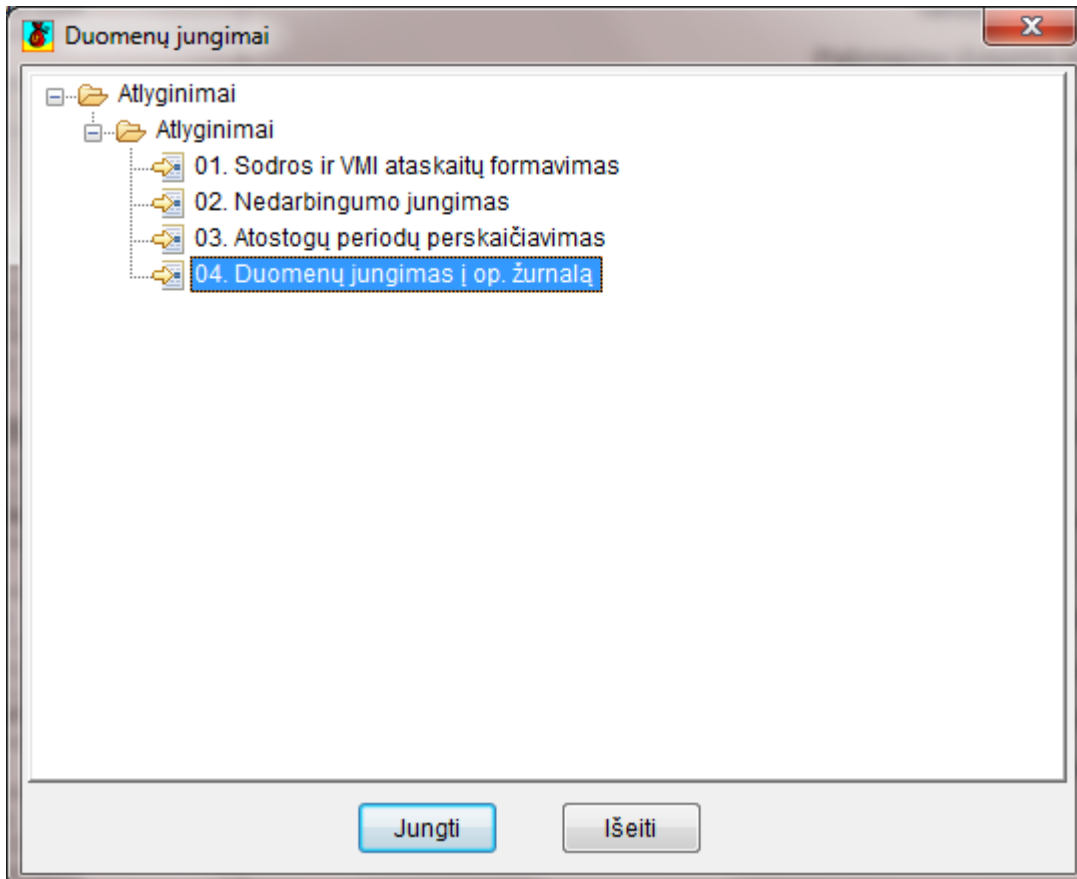 Duomenų jungimai
Atlyginimai
Atlyginimai
01. Sodros ir VMI ataskaitų formavimas
02. Nedarbingumo jungimas
03. Atostogų periodų perskaičiavimas
04. Duomenų jungimas į op. žurnalą
Jungti Išeiti